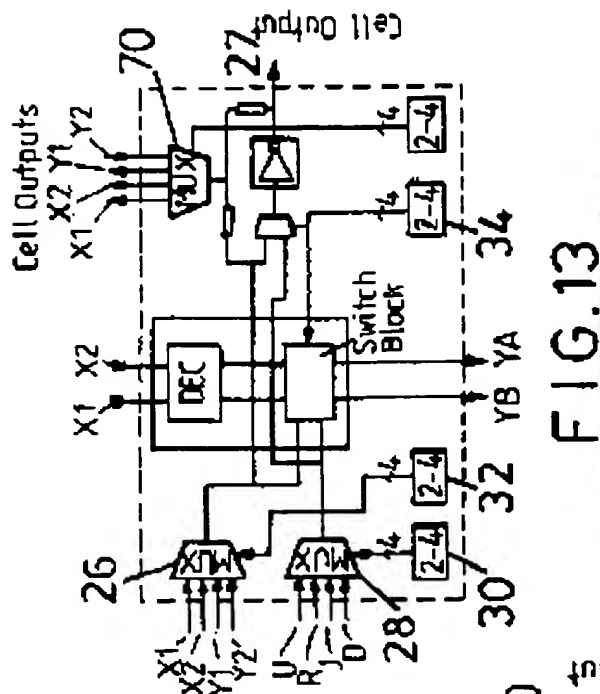 Cell Outputs
X1 X2 Y1 Y2
70
MUX
X1 X2
DEC
Switch
Block
YB YA
Cell Output
27
26
MUX
X1
X2
Y1
Y2
28
MUX
U
R
J
D
4
4
4
4
2-4
2-4
2-4
2-4
30
32
34
FIG.13